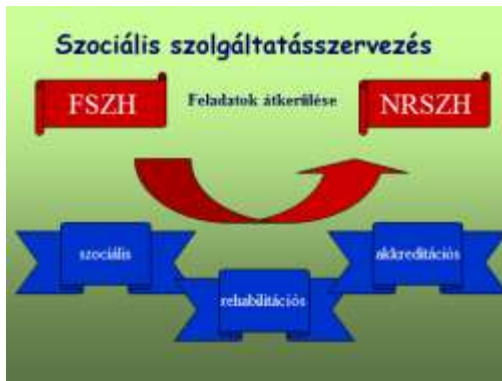 Szociális szolgáltatásszervezés
FSZH
Feladatok átkerülése
NRSZH
szociális
rehabilitációs
akkreditációs